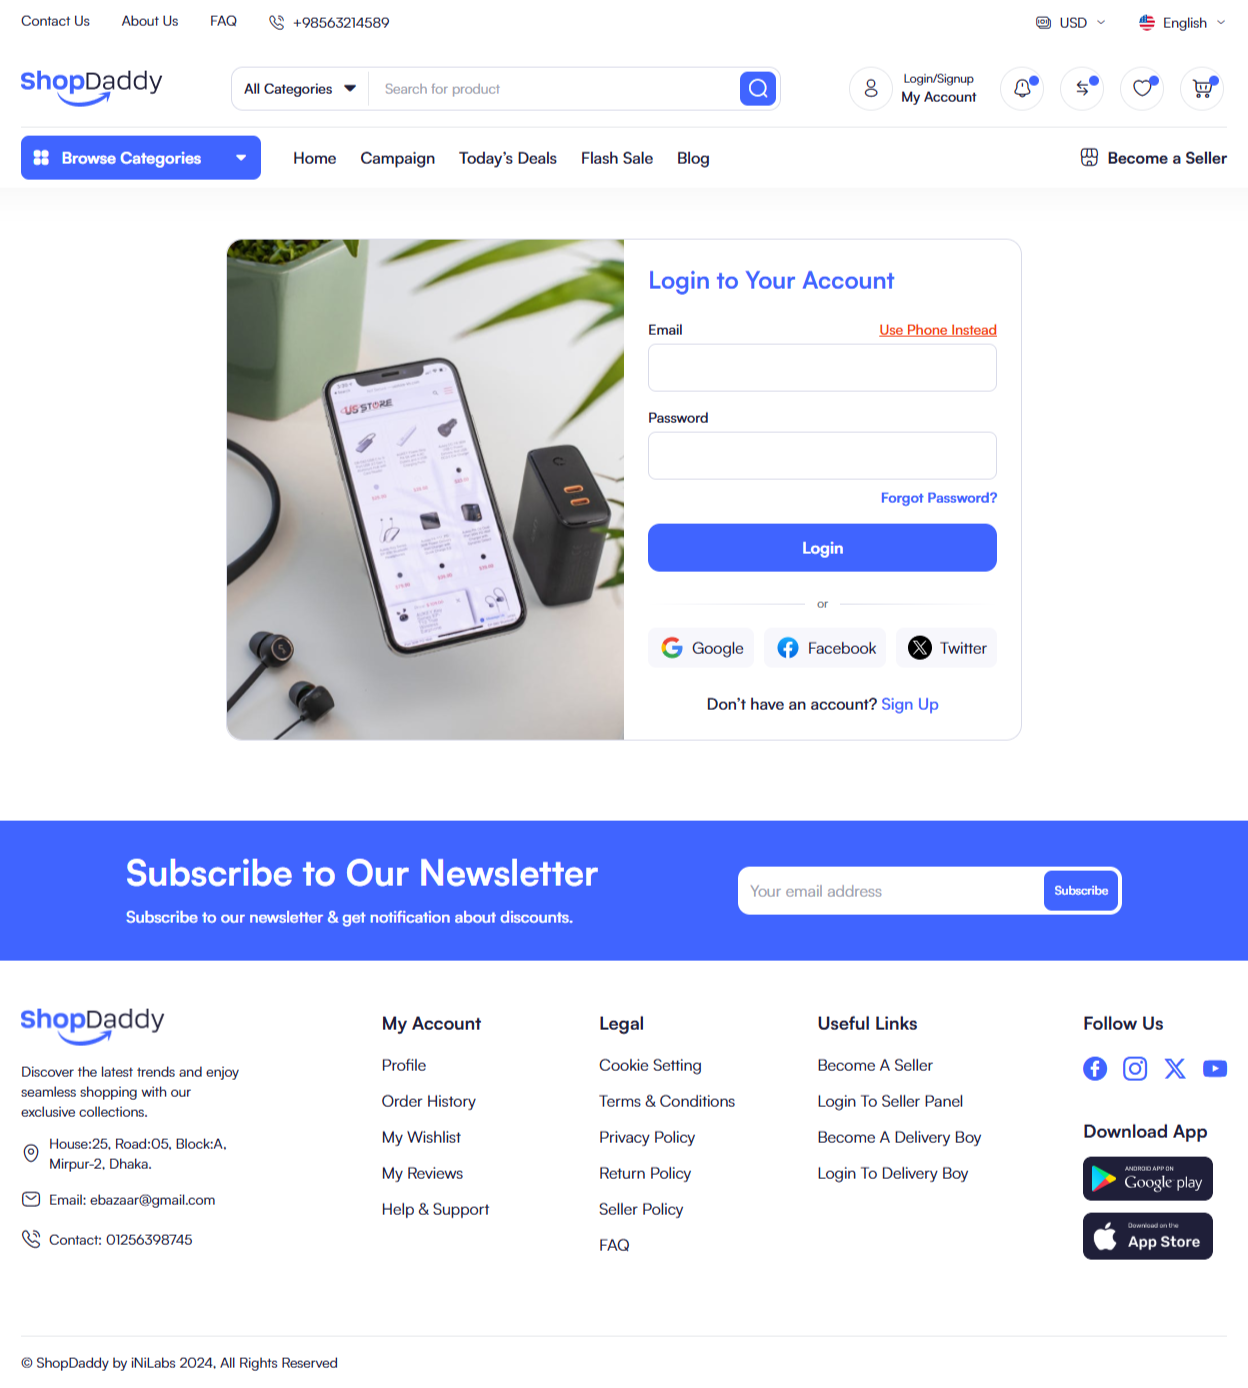 Contact Us
About Us
FAQ
+98563214589
USD
English
ShopDaddy
All Categories
Search for product
Login/Signup
My Account
Browse Categories
Home
Campaign
Today's Deals
Flash Sale
Blog
Become a Seller
US STORE
Login to Your Account
Email
Use Phone Instead
Password
Forgot Password?
Login
or
Google
Facebook
Twitter
Don't have an account? Sign Up
Subscribe to Our Newsletter
Subscribe to our newsletter & get notification about discounts.
Your email address
Subscribe
ShopDaddy
Discover the latest trends and enjoy
seamless shopping with our
exclusive collections.
House:25, Road:05, Block:A,
Mirpur-2, Dhaka.
Email: ebazaar@gmail.com
Contact: 01256398745
My Account
Profile
Order History
My Wishlist
My Reviews
Help & Support
Legal
Cookie Setting
Terms & Conditions
Privacy Policy
Return Policy
Seller Policy
FAQ
Useful Links
Become A Seller
Login To Seller Panel
Become A Delivery Boy
Login To Delivery Boy
Follow Us
Download App
ANDROID APP ON
Google play
Download on the
App Store
© ShopDaddy by iNiLabs 2024, All Rights Reserved